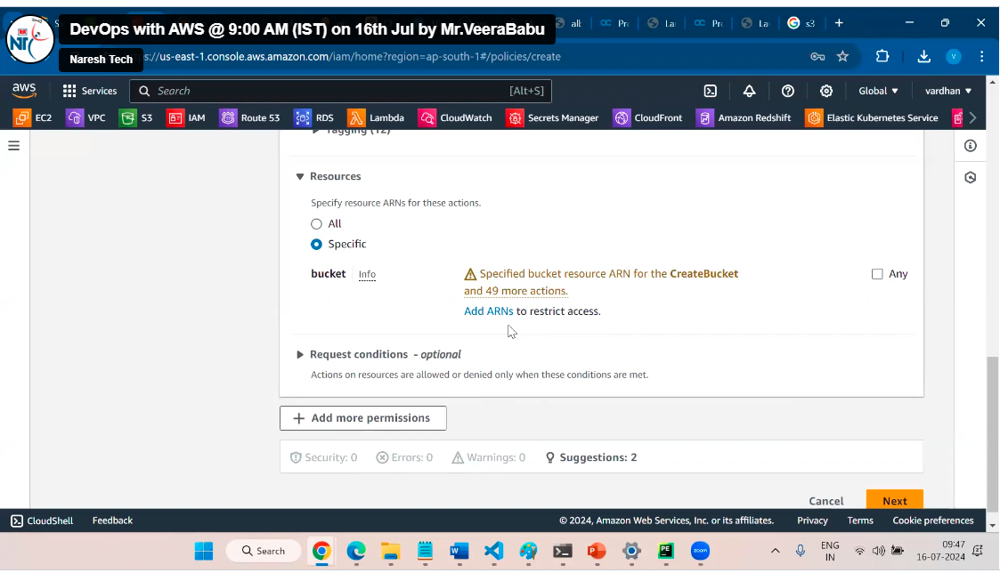 DevOps with AWS @ 9:00 AM (IST) on 16th Jul by Mr.VeeraBabu
Naresh Tech
alb
Pr
La
Pr
La
s3
s://us-east-1.console.aws.amazon.com/iam/home?region=ap-south-1#/policies/create
V
aws
Services
Search
[Alt+S]
Global
vardhan
EC2
VPC
S3
IAM
Route 53
RDS
Lambda
CloudWatch
Secrets Manager
CloudFront
Amazon Redshift
Elastic Kubernetes Service
Tagging (12)
Resources
Specify resource ARNs for these actions.
All
Specific
bucket
Info
Specified bucket resource ARN for the CreateBucket
and 49 more actions.
Any
Add ARNs to restrict access.
Request conditions - optional
Actions on resources are allowed or denied only when these conditions are met.
Add more permissions
Security: 0
Errors: 0
Warnings: 0
Suggestions: 2
Cancel
Next
CloudShell
Feedback
© 2024, Amazon Web Services, Inc. or its affiliates.
Privacy
Terms
Cookie preferences
Search
zoom
ENG
IN
09:47
16-07-2024